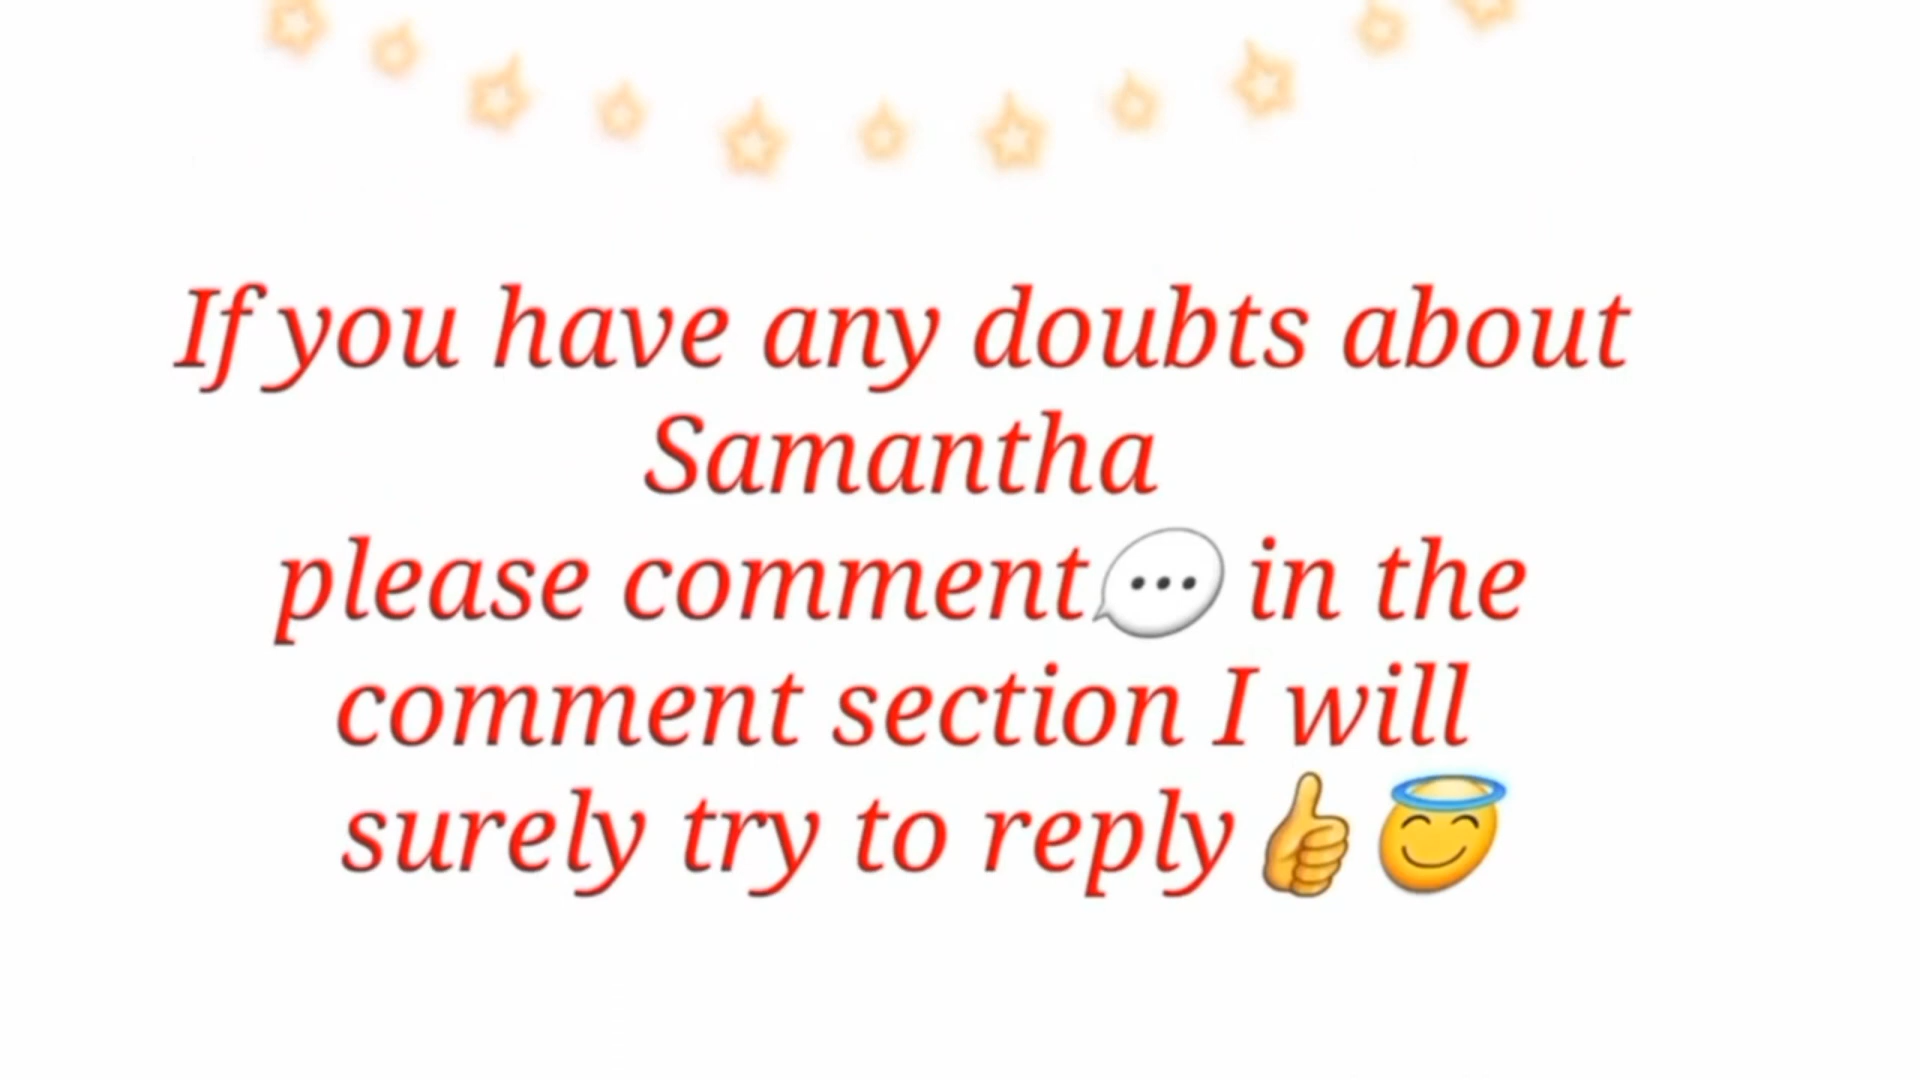 If you have any doubts about
Samantha
please comment💬 in the
comment section I will
surely try to reply👍😇